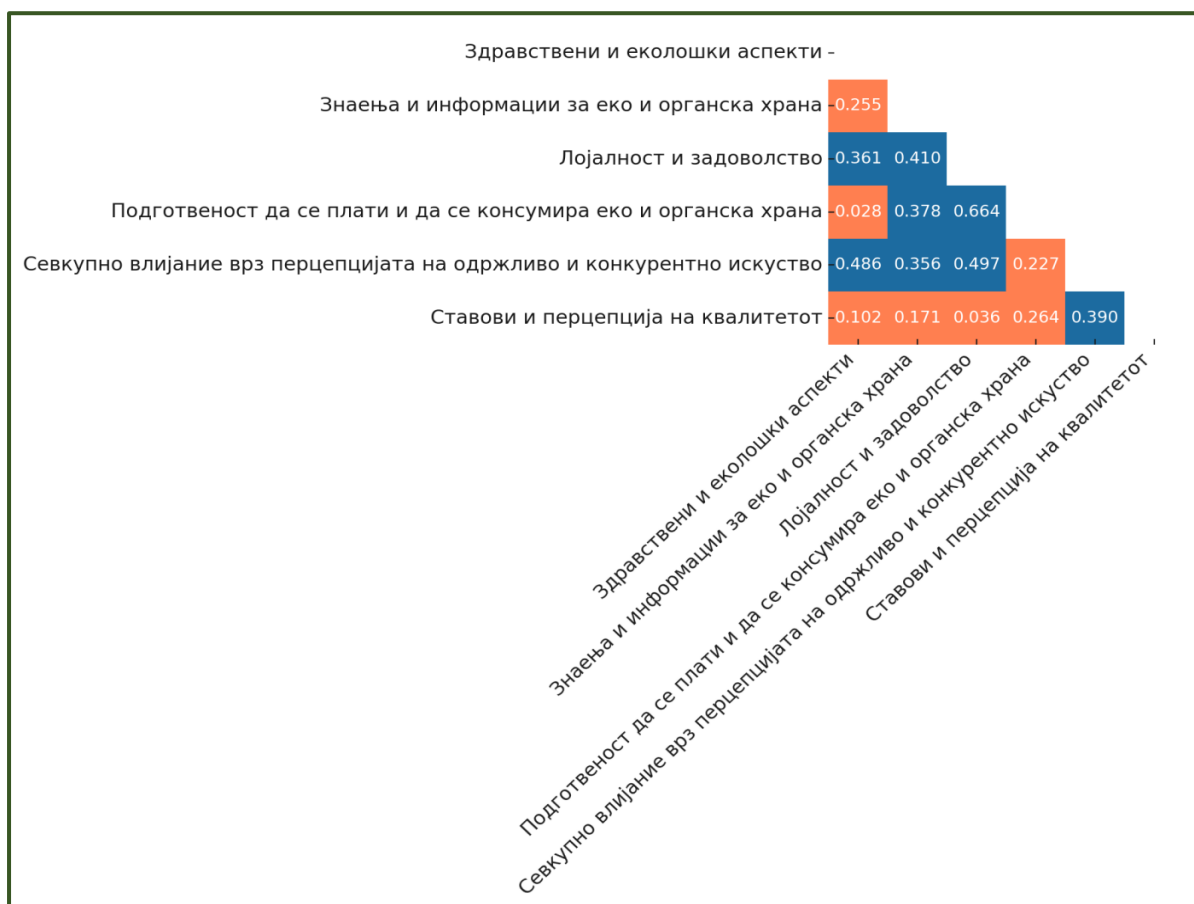 Здравствени и еколошки аспекти
Знаења и информации за еко и органска храна 0.255
Лојалност и задоволство 0.361 0.410
Подготвеност да се плати и да се консумира еко и органска храна 0.028 0.378 0.664
Севкупно влијание врз перцепцијата на одржливо и конкурентно искуство 0.486 0.356 0.497 0.227
Ставови и перцепција на квалитетот 0.102 0.171 0.036 0.264 0.390
Здравствени и еколошки аспекти
Знаења и информации за еко и органска храна
Лојалност и задоволство
Подготвеност да се плати и да се консумира еко и органска храна
Севкупно влијание врз перцепцијата на одржливо и конкурентно искуство
Ставови и перцепција на квалитетот